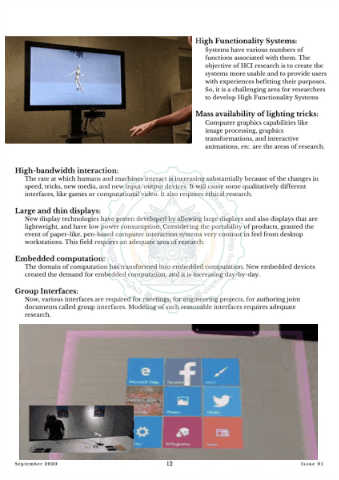 High Functionality Systems:
Systems have various numbers of
functions associated with them. The
objective of HCI research is to create the
systems more usable and to provide users
with experiences befitting their purposes.
So, it is a challenging area for researchers
to develop High Functionality Systems
Mass availability of lighting tricks:
Computer graphics capabilities like
image processing, graphics
transformations, and interactive
animations, etc. are the areas of research.
High-bandwidth interaction:
The rate at which humans and machines interact is increasing substantially because of the changes in
speed, tricks, new media, and new input/output devices. It will cause some qualitatively different
interfaces, like games or computational video. it also requires ethical research.
Large and thin displays:
New display technologies have gotten developed by allowing large displays and also displays that are
lightweight, and have low power consumption. Considering the portability of products, granted the
event of paper-like, pen-based computer interaction systems very contrast in feel from desktop
workstations. This field requires an adequate area of research.
Embedded computation:
The domain of computation has transformed into embedded computation. New embedded devices
created the demand for embedded computation, and it is increasing day-by-day.
Group Interfaces:
Now, various interfaces are required for meetings, for engineering projects, for authoring joint
documents called group interfaces. Modeling of such reasonable interfaces requires adequate
research.
Microsoft Edge
Facebook
Photos
Twitter
September 2020
12
Issue 01